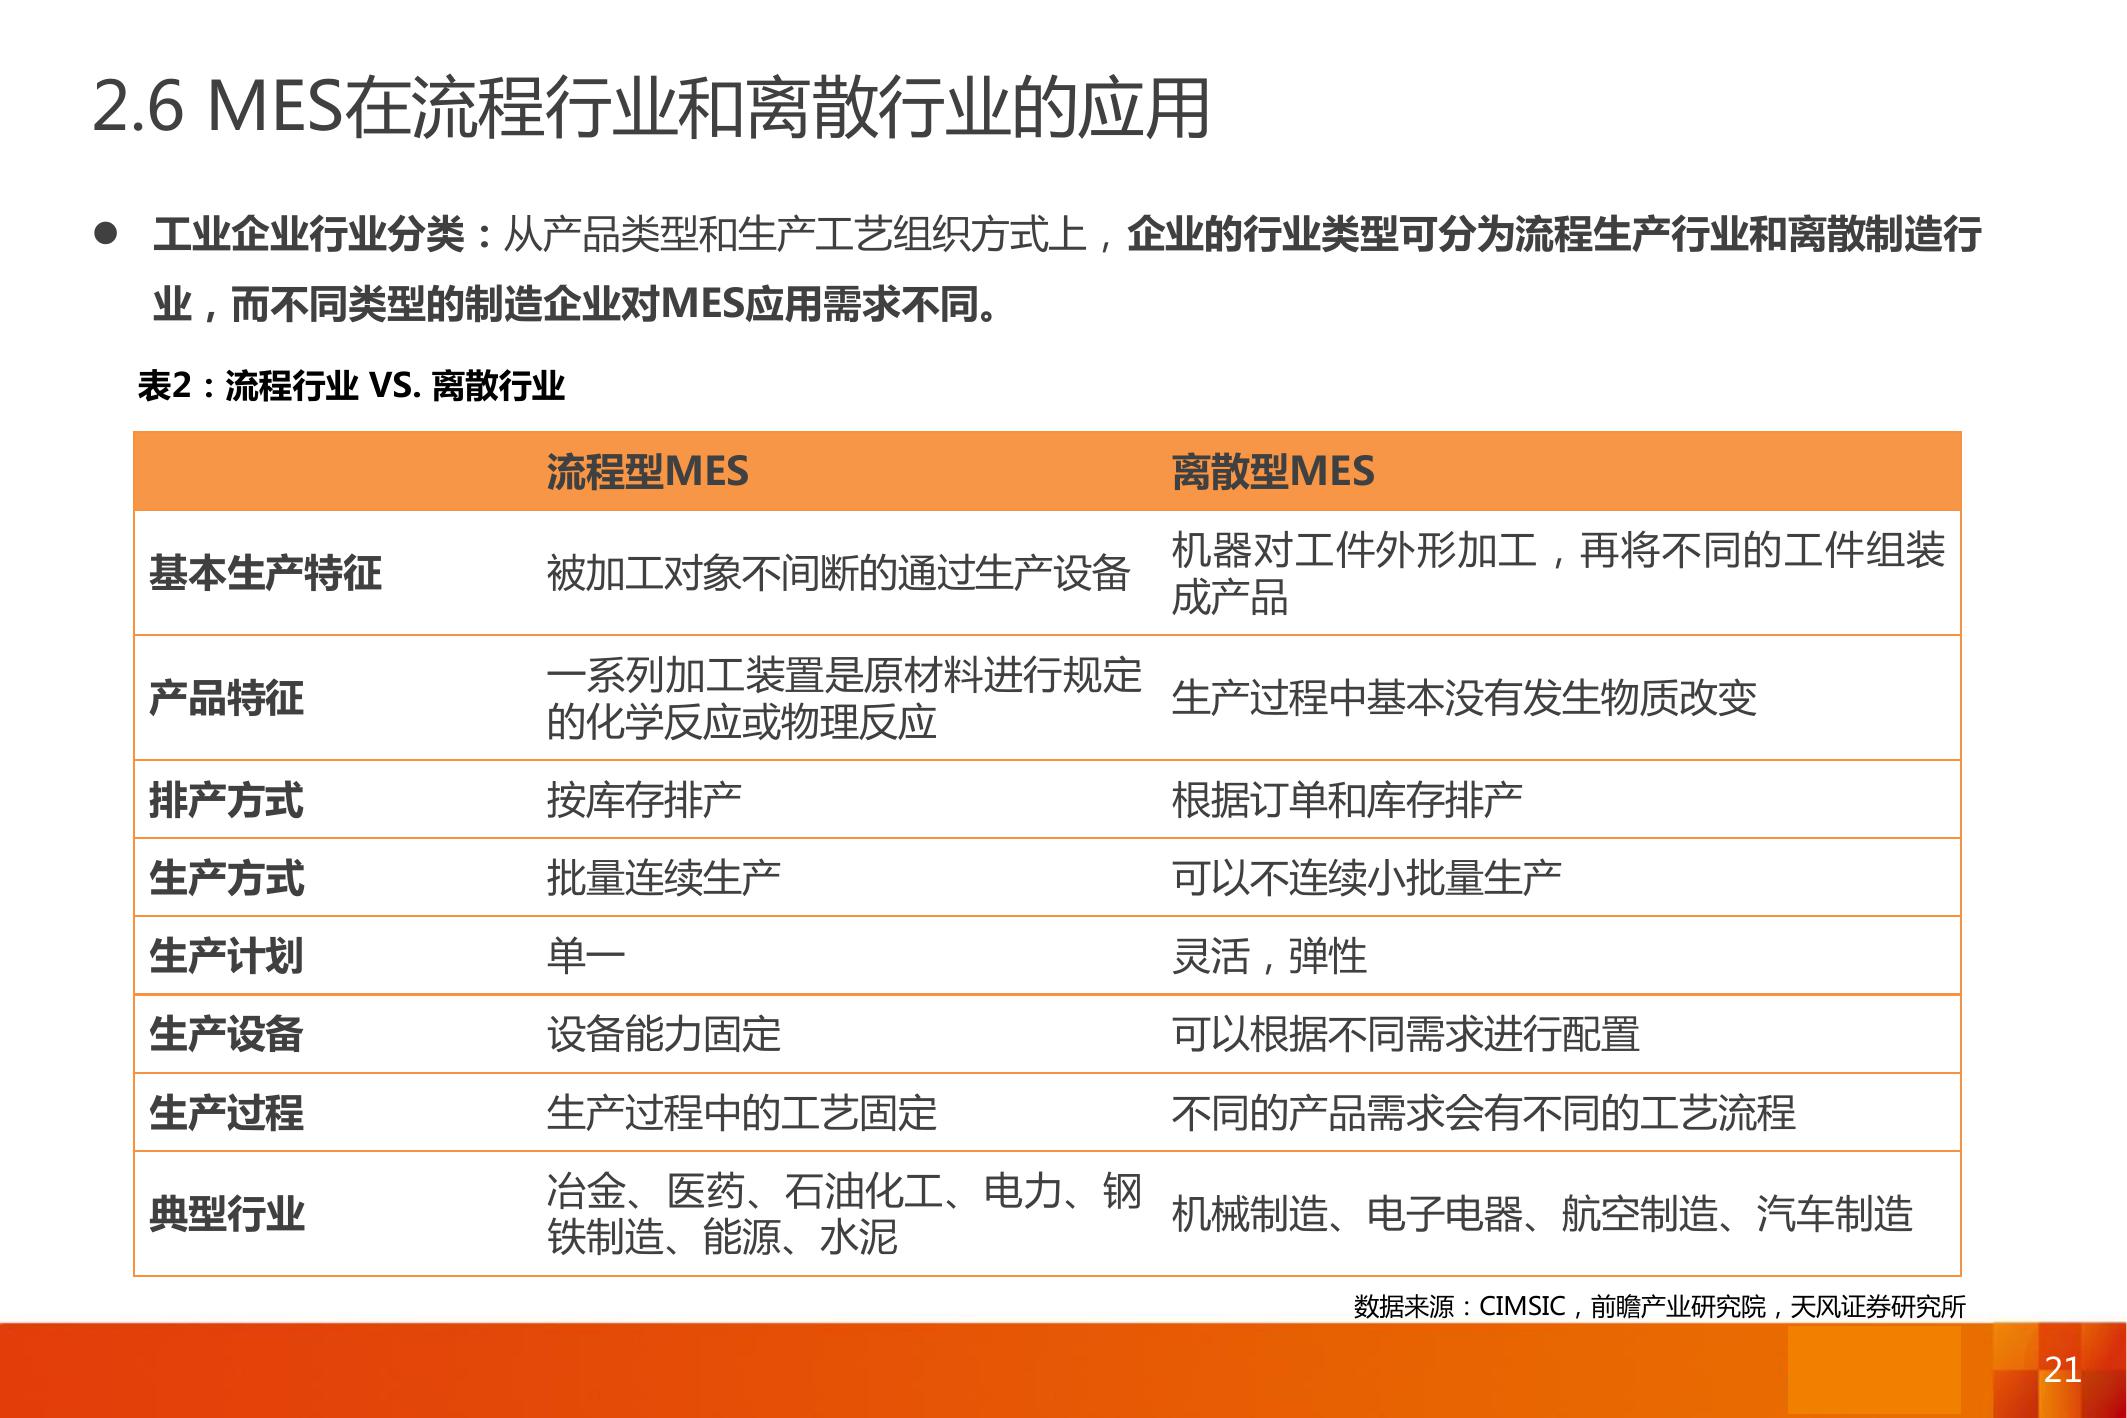 2.6 MES在流程行业和离散行业的应用
● 工业企业行业分类：从产品类型和生产工艺组织方式上，企业的行业类型可分为流程生产行业和离散制造行
业，而不同类型的制造企业对MES应用需求不同。
表2：流程行业 VS. 离散行业
流程型MES 离散型MES
基本生产特征 被加工对象不间断的通过生产设备 机器对工件外形加工，再将不同的工件组装
成产品
产品特征 一系列加工装置是原材料进行规定
的化学反应或物理反应 生产过程中基本没有发生物质改变
排产方式 按库存排产 根据订单和库存排产
生产方式 批量连续生产 可以不连续小批量生产
生产计划 单一 灵活，弹性
生产设备 设备能力固定 可以根据不同需求进行配置
生产过程 生产过程中的工艺固定 不同的产品需求会有不同的工艺流程
典型行业 冶金、医药、石油化工、电力、钢
铁制造、能源、水泥 机械制造、电子电器、航空制造、汽车制造
数据来源：CIMSIC，前瞻产业研究院，天风证券研究所
21